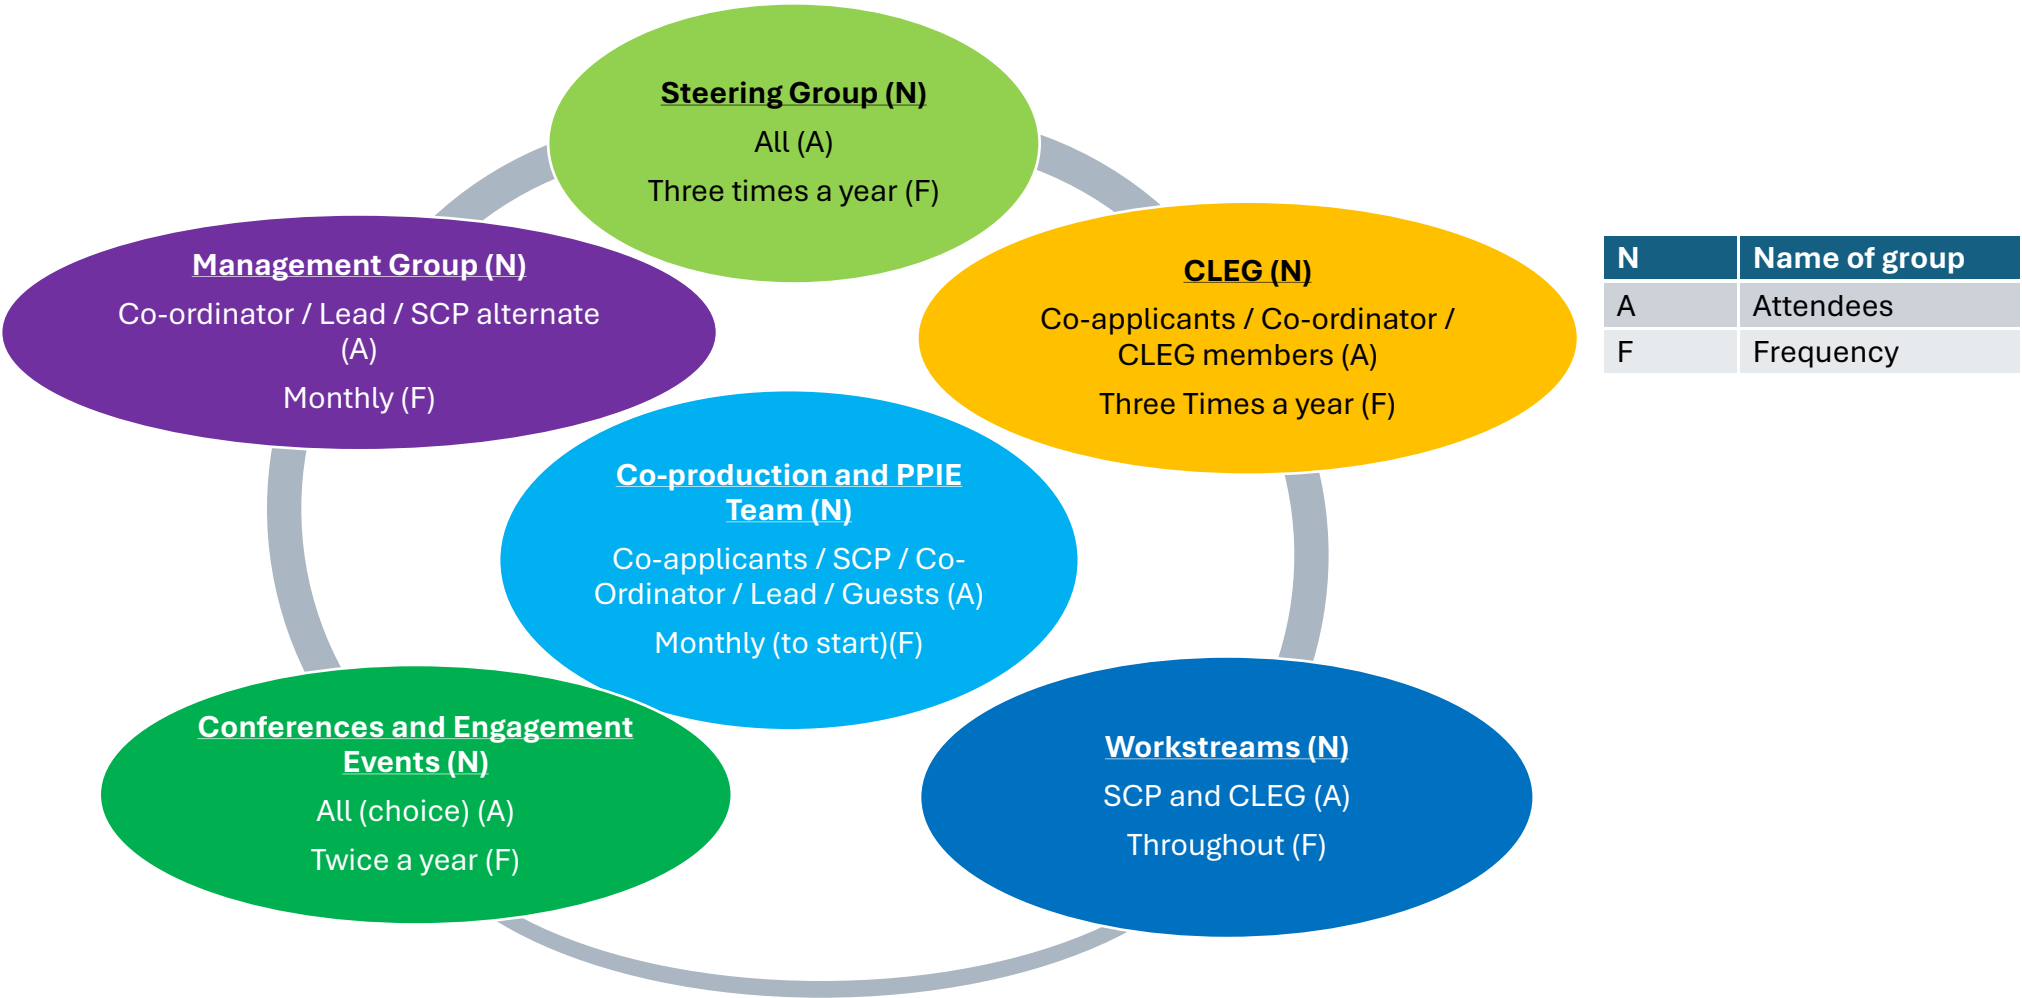 Steering Group (N)
All (A)
Three times a year (F)
Management Group (N)
Co-ordinator / Lead / SCP alternate
(A)
Monthly (F)
CLEG (N)
Co-applicants / Co-ordinator /
CLEG members (A)
Three Times a year (F)
N Name of group
A Attendees
F Frequency
Co-production and PPIE
Team (N)
Co-applicants / SCP / Co-
Ordinator / Lead / Guests (A)
Monthly (to start)(F)
Conferences and Engagement
Events (N)
All (choice) (A)
Twice a year (F)
Workstreams (N)
SCP and CLEG (A)
Throughout (F)